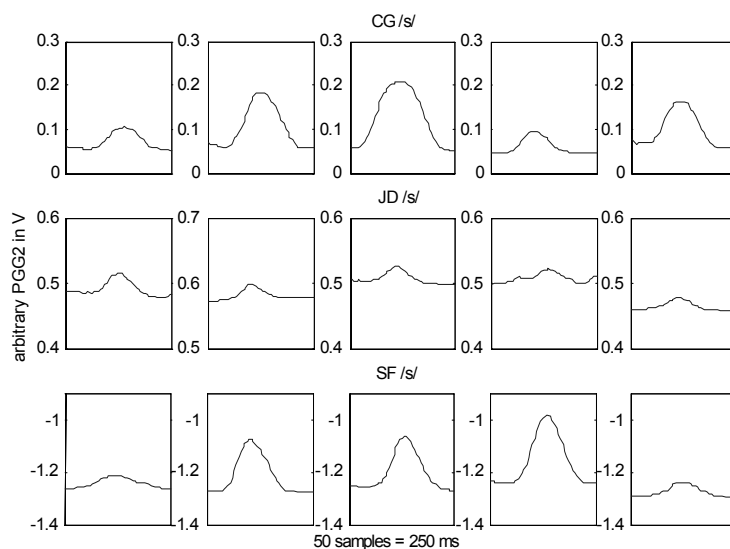 CG /s/
0.3 0.3 0.3 0.3 0.3
0.2 0.2 0.2 0.2 0.2
0.1 0.1 0.1 0.1 0.1
0 0 0 0 0
JD /s/
0.6 0.7 0.6 0.6 0.6
0.5 0.6 0.5 0.5 0.5
0.4 0.5 0.4 0.4 0.4
arbitrary PGG2 in V
SF /s/
-1 -1 -1 -1 -1
-1.2 -1.2 -1.2 -1.2 -1.2
-1.4 -1.4 -1.4 -1.4 -1.4
50 samples = 250 ms